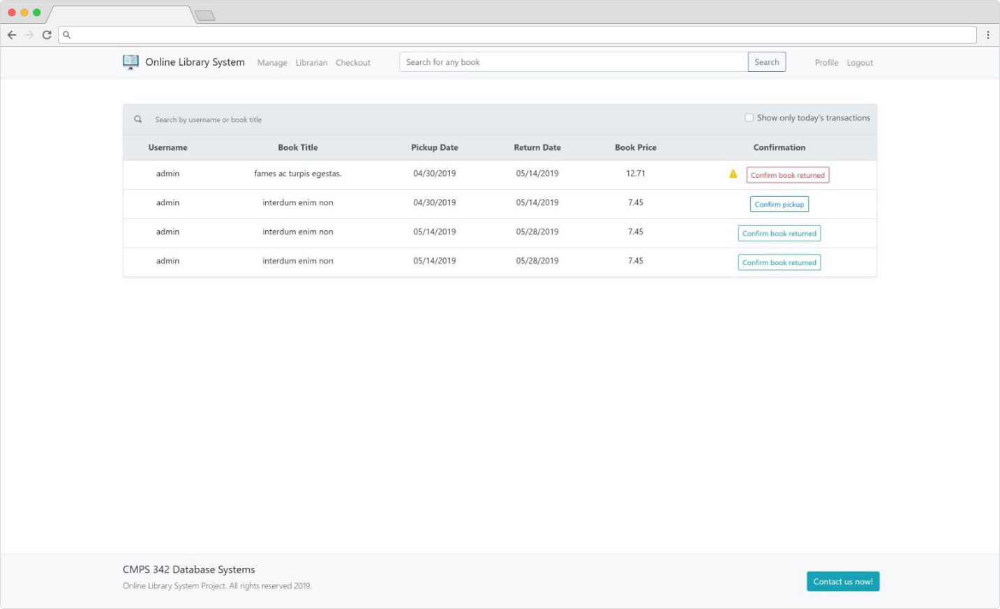 Online Library System Manage Librarian Checkout Search for any book Search Profile Logout
Search by username or book title Show only today's transactions
Username Book Title Pickup Date Return Date Book Price Confirmation
admin fames ac turpis egestas. 04/30/2019 05/14/2019 12.71 Confirm book returned
admin interdum enim non 04/30/2019 05/14/2019 7.45 Confirm pickup
admin interdum enim non 05/14/2019 05/28/2019 7.45 Confirm book returned
admin interdum enim non 05/14/2019 05/28/2019 7.45 Confirm book returned
CMPS 342 Database Systems
Online Library System Project. All rights reserved 2019.
Contact us now!